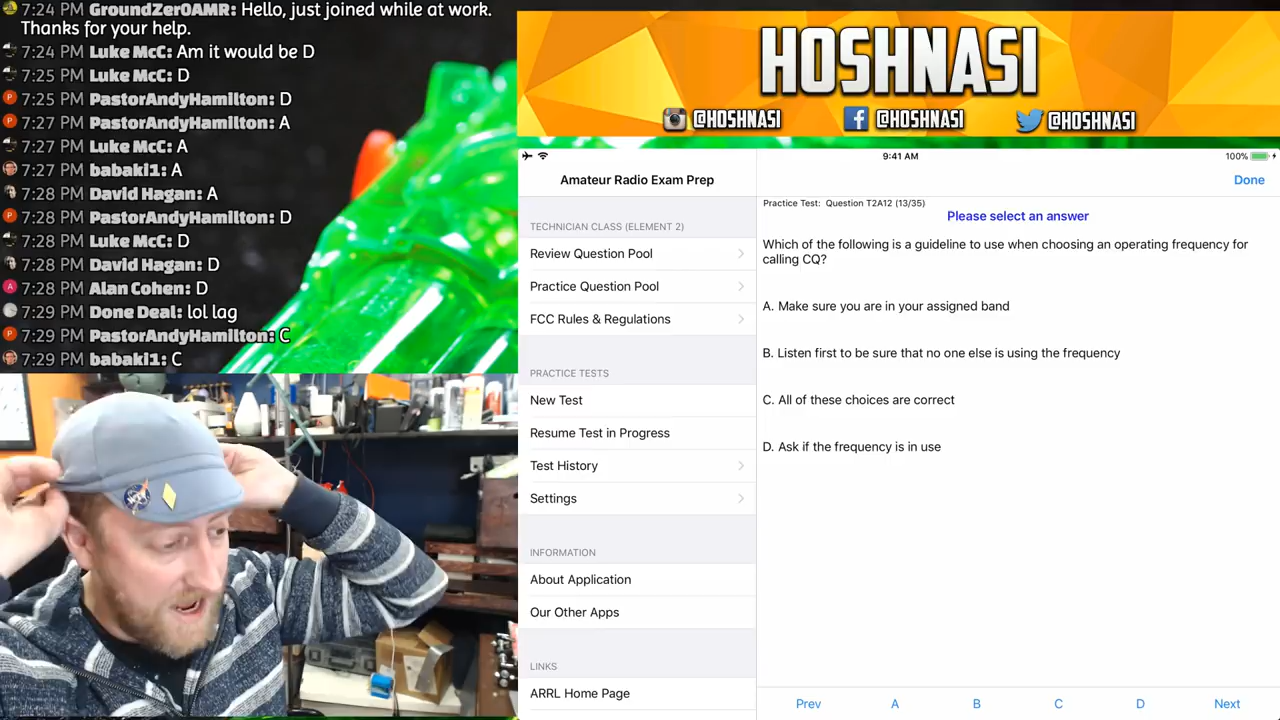 7:24 PM GroundZer0AMR: Hello, just joined while at work.
Thanks for your help.
7:24 PM Luke McC: Am it would be D
7:25 PM Luke McC: D
7:25 PM PastorAndyHamilton: D
7:27 PM PastorAndyHamilton: A
7:27 PM Luke McC: A
7:27 PM babaki1: A
7:28 PM David Hagan: A
7:28 PM PastorAndyHamilton: D
7:28 PM Luke McC: D
7:28 PM David Hagan: D
7:28 PM Alan Cohen: D
7:29 PM Done Deal: lol lag
7:29 PM PastorAndyHamilton: C
7:29 PM babaki1: C
HOSHNASI
@HOSHNASI
@HOSHNASI
@HOSHNASI
9:41 AM
100%
Amateur Radio Exam Prep
Done
TECHNICIAN CLASS (ELEMENT 2)
Review Question Pool
Practice Question Pool
FCC Rules & Regulations
PRACTICE TESTS
New Test
Resume Test in Progress
Test History
Settings
INFORMATION
About Application
Our Other Apps
LINKS
ARRL Home Page
Practice Test: Question T2A12 (13/35)
Please select an answer
Which of the following is a guideline to use when choosing an operating frequency for
calling CQ?
A. Make sure you are in your assigned band
B. Listen first to be sure that no one else is using the frequency
C. All of these choices are correct
D. Ask if the frequency is in use
Prev
A
B
C
D
Next